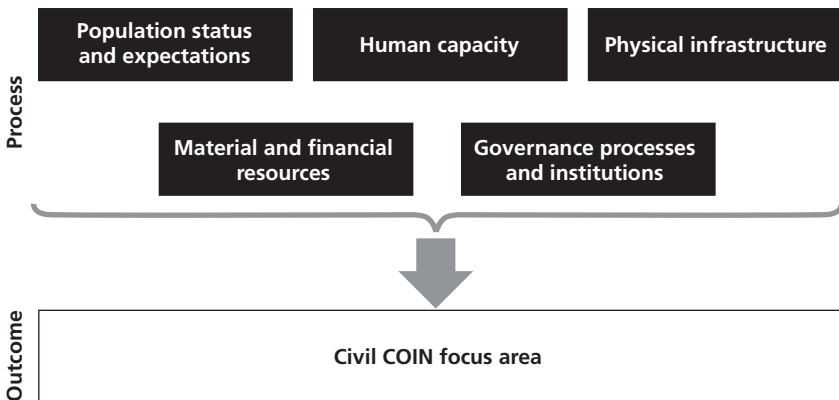 Population status
and expectations
Human capacity
Physical infrastructure
Process
Material and financial
resources
Governance processes
and institutions
Outcome
Civil COIN focus area